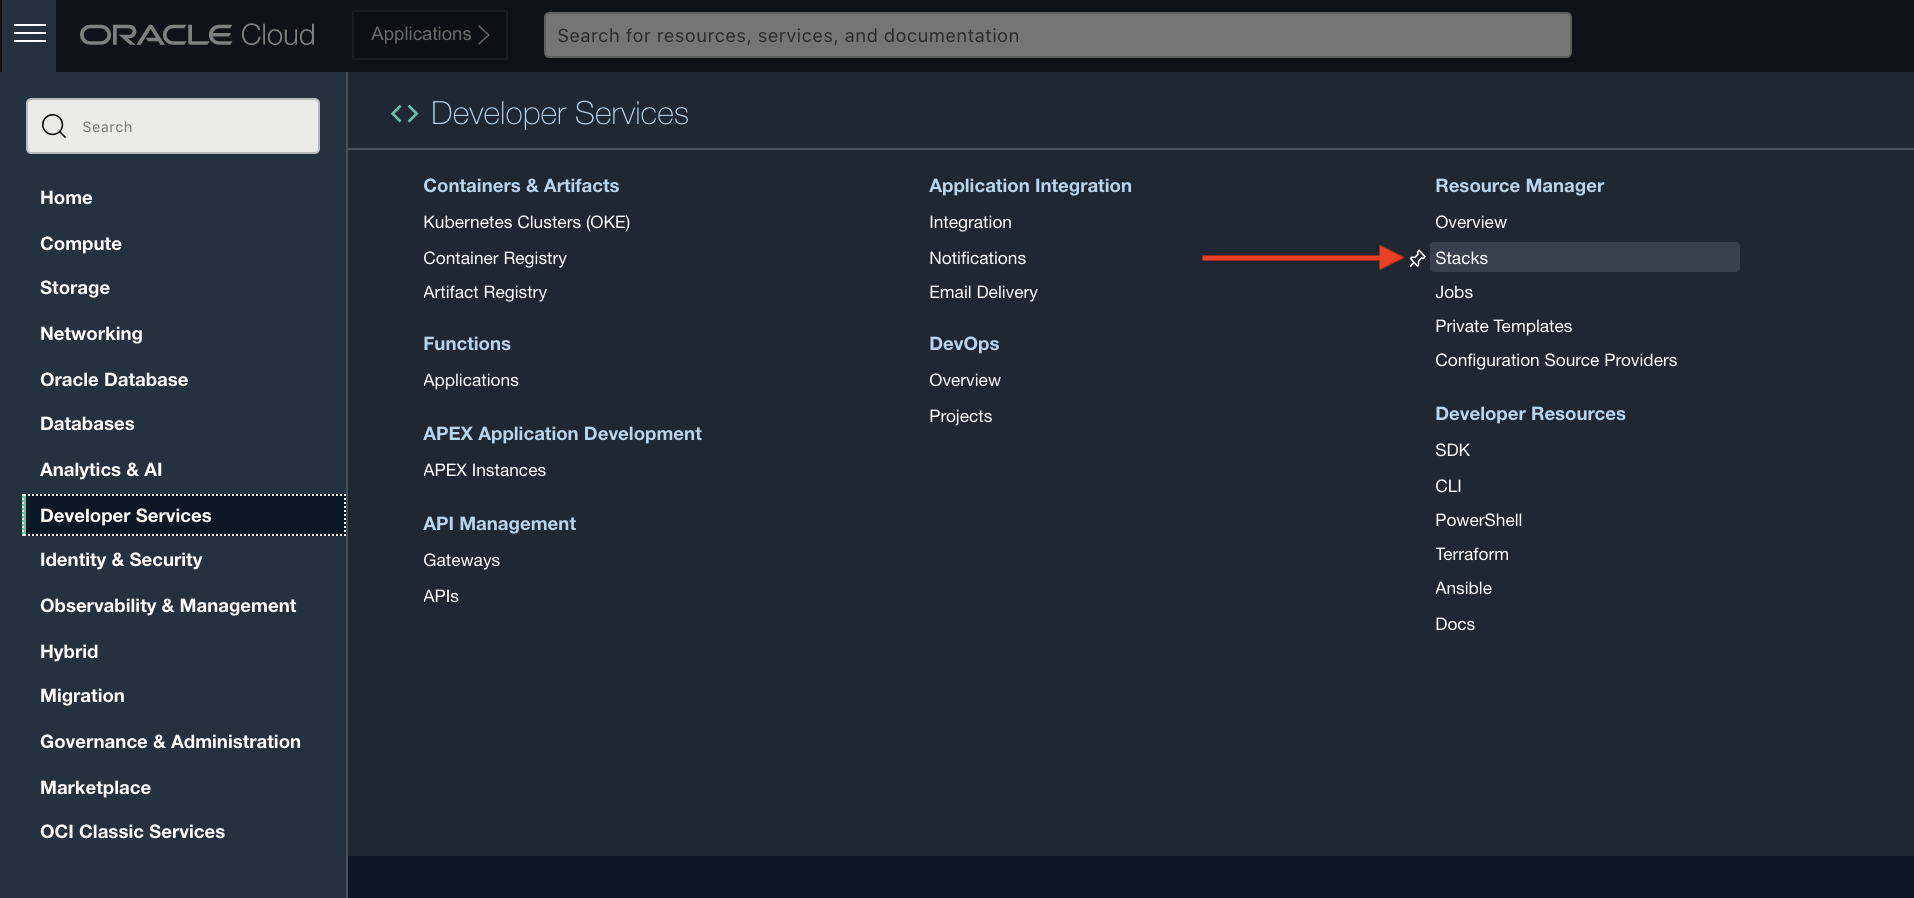 ORACLE Cloud
Applications
Search for resources, services, and documentation
Search
Home
Compute
Storage
Networking
Oracle Database
Databases
Analytics & AI
Developer Services
Identity & Security
Observability & Management
Hybrid
Migration
Governance & Administration
Marketplace
OCI Classic Services
Developer Services
Containers & Artifacts
Kubernetes Clusters (OKE)
Container Registry
Artifact Registry
Functions
Applications
APEX Application Development
APEX Instances
API Management
Gateways
APIs
Application Integration
Integration
Notifications
Email Delivery
DevOps
Overview
Projects
Resource Manager
Overview
Stacks
Jobs
Private Templates
Configuration Source Providers
Developer Resources
SDK
CLI
PowerShell
Terraform
Ansible
Docs